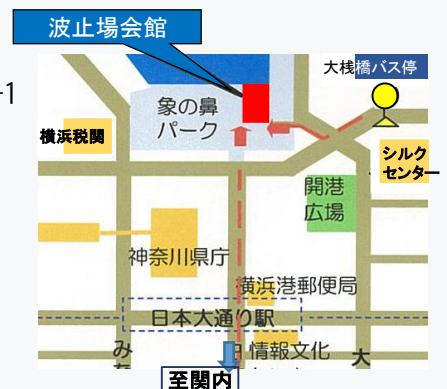 波止場会館
大桟橋バス停
-1
象の鼻
パーク
横浜税関
シルク
センター
開港
広場
神奈川県庁
横浜港郵便局
日本大通り駅
み
情報文化
大
至関内